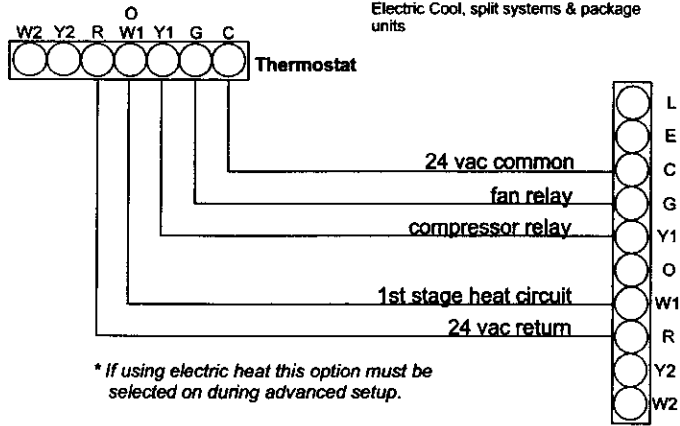 Electric Cool, split systems & package
units
O
W2 Y2 R W1 Y1 G C
Thermostat
L
E
24 vac common C
fan relay G
compressor relay Y1
O
1st stage heat circuit W1
24 vac return R
Y2
W2
* If using electric heat this option must be
selected on during advanced setup.